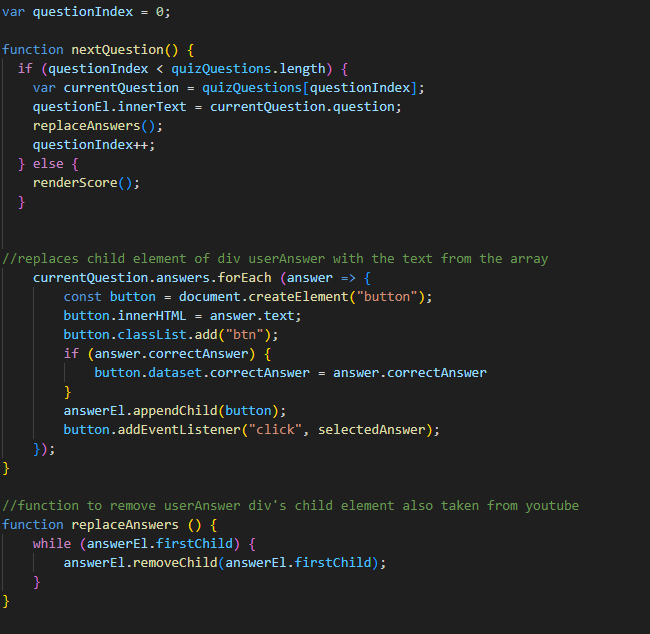 var questionIndex = 0;

function nextQuestion() {
  if (questionIndex < quizQuestions.length) {
    var currentQuestion = quizQuestions[questionIndex];
    questionEl.innerText = currentQuestion.question;
    replaceAnswers();
    questionIndex++;
  } else {
    renderScore();
  }


//replaces child element of div userAnswer with the text from the array
    currentQuestion.answers.forEach (answer => {
        const button = document.createElement("button");
        button.innerHTML = answer.text;
        button.classList.add("btn");
        if (answer.correctAnswer) {
            button.dataset.correctAnswer = answer.correctAnswer
        }
        answerEl.appendChild(button);
        button.addEventListener("click", selectedAnswer);
    });
}

//function to remove userAnswer div's child element also taken from youtube
function replaceAnswers () {
    while (answerEl.firstChild) {
        answerEl.removeChild(answerEl.firstChild);
    }
}